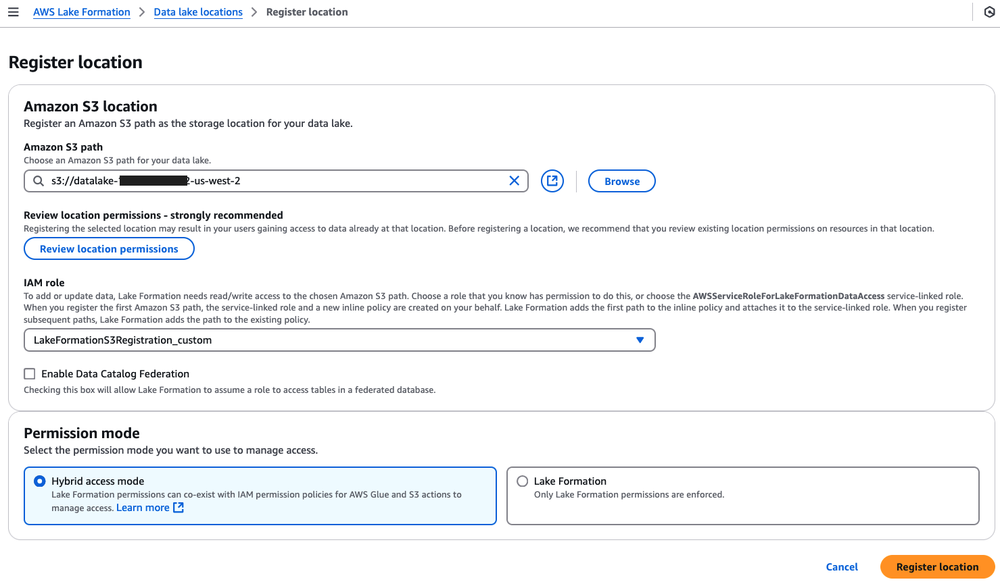 AWS Lake Formation > Data lake locations > Register location
Register location
Amazon S3 location
Register an Amazon S3 path as the storage location for your data lake.
Amazon S3 path
Choose an Amazon S3 path for your data lake.
s3://datalake- 2-us-west-2
Browse
Review location permissions - strongly recommended
Registering the selected location may result in your users gaining access to data already at that location. Before registering a location, we recommend that you review existing location permissions on resources in that location.
Review location permissions
IAM role
To add or update data, Lake Formation needs read/write access to the chosen Amazon S3 path. Choose a role that you know has permission to do this, or choose the AWSServiceRoleForLakeFormationDataAccess service-linked role.
When you register the first Amazon S3 path, the service-linked role and a new inline policy are created on your behalf. Lake Formation adds the first path to the inline policy and attaches it to the service-linked role. When you register
subsequent paths, Lake Formation adds the path to the existing policy.
LakeFormationS3Registration_custom
Enable Data Catalog Federation
Checking this box will allow Lake Formation to assume a role to access tables in a federated database.
Permission mode
Select the permission mode you want to use to manage access.
Hybrid access mode
Lake Formation permissions can co-exist with IAM permission policies for AWS Glue and S3 actions to
manage access. Learn more
Lake Formation
Only Lake Formation permissions are enforced.
Cancel
Register location